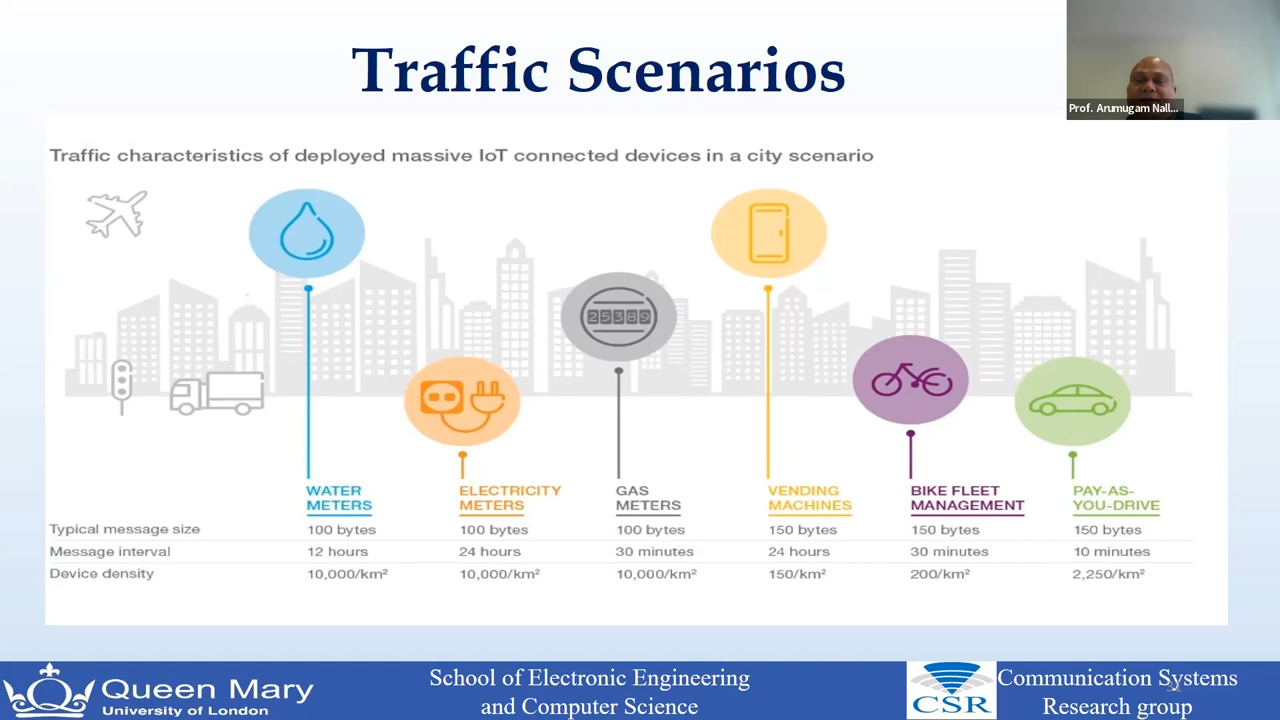 Traffic Scenarios
Prof. Arumugam Nall...
Traffic characteristics of deployed massive IoT connected devices in a city scenario
25389
WATER METERS
ELECTRICITY METERS
GAS METERS
VENDING MACHINES
BIKE FLEET MANAGEMENT
PAY-AS-YOU-DRIVE
Typical message size 100 bytes 100 bytes 100 bytes 150 bytes 150 bytes 150 bytes
Message interval 12 hours 24 hours 30 minutes 24 hours 30 minutes 10 minutes
Device density 10,000/km² 10,000/km² 10,000/km² 150/km² 200/km² 2,250/km²
Queen Mary
University of London
School of Electronic Engineering
and Computer Science
CSR
Communication Systems
Research group